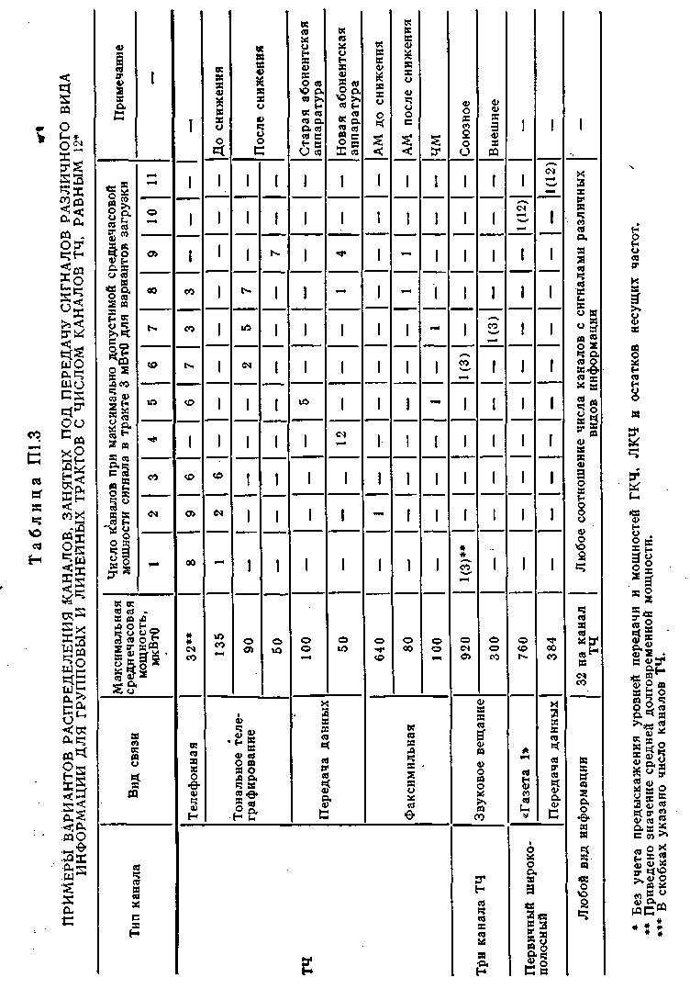 Таблица П1.3
ПРИМЕРЫ ВАРИАНТОВ РАСПРЕДЕЛЕНИЯ КАНАЛОВ, ЗАНЯТЫХ ПОД ПЕРЕДАЧУ СИГНАЛОВ РАЗЛИЧНОГО ВИДА
ИНФОРМАЦИИ ДЛЯ ГРУППОВЫХ И ЛИНЕЙНЫХ ТРАКТОВ С ЧИСЛОМ КАНАЛОВ ТЧ, РАВНЫМ 12*
Тип канала
Вид связи
Максимальная
среднечасовая
мощность,
мкВт0
Число каналов при максимально допустимой среднечасовой
мощности сигнала в тракте 3 мВт0 для вариантов загрузки
Примечание
1 2 3 4 5 6 7 8 9 10 11 —
ТЧ
Телефонная 32** 8 9 6 — 6 7 3 3 — — — —
Тональное теле-
графирование
135 1 2 6 — — — — — — — — До снижения
90 — — — — — 2 5 7 — — — После снижения
50 — — — — — — — — 7 — —
Передача данных
100 — — — — 5 — — — — — — Старая абонентская
аппаратура
50 — — — 12 — — — 1 4 — — Новая абонентская
аппаратура
Факсимильная
640 — 1 — — — — — — — — — АМ до снижения
80 — — — — — — — 1 1 — — АМ после снижения
100 — — — — 1 — 1 — — — — ЧМ
Три канала ТЧ
Звуковое вещание
920 1(3)** — — — — 1(3) — — — — — Союзное
300 — — — — — — 1(3) — — — — Внешнее
Первичный широко-
полосный
«Газета 1» 760 — — — — — — — — — 1(12) — —
Передача данных 384 — — — — — — — — — — 1(12) —
Любой вид информации
32 на канал
ТЧ
Любое соотношение числа каналов с сигналами различных
видов информации
—
* Без учета предыскажения уровней передачи и мощностей ГКЧ, ЛКЧ и остатков несущих частот.
** Приведено значение средней долговременной мощности.
*** В скобках указано число каналов ТЧ.